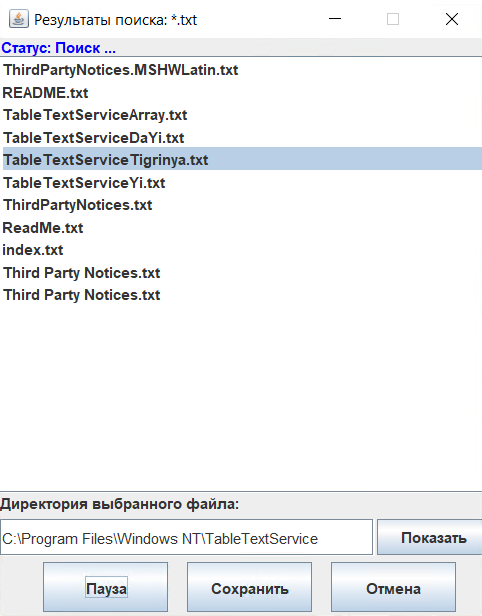 Результаты поиска: *.txt
Статус: Поиск ...
ThirdPartyNotices.MSHWLatin.txt
README.txt
TableTextServiceArray.txt
TableTextServiceDaYi.txt
TableTextServiceTigrinya.txt
TableTextServiceYi.txt
ThirdPartyNotices.txt
ReadMe.txt
index.txt
Third Party Notices.txt
Third Party Notices.txt
Директория выбранного файла:
C:\Program Files\Windows NT\TableTextService Показать
Пауза Сохранить Отмена